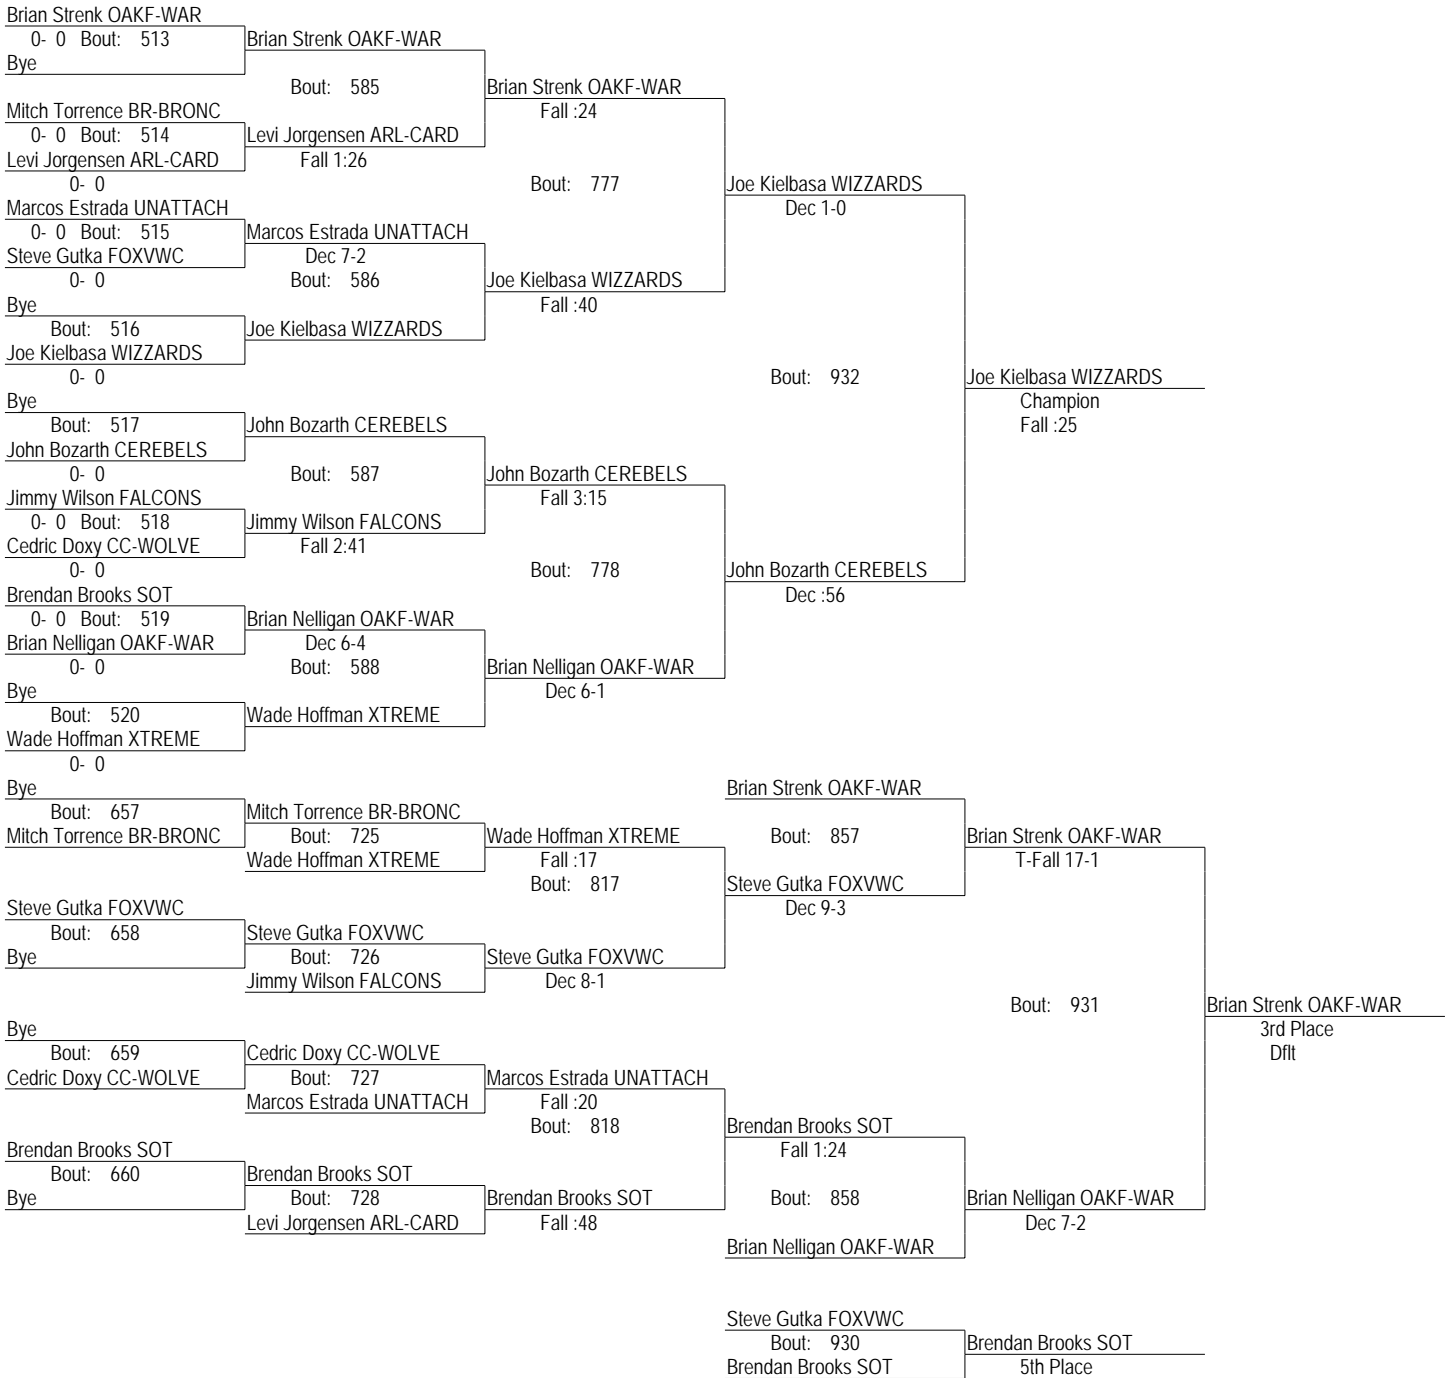 Brian Strenk OAKF-WAR
0- 0 Bout: 513 Brian Strenk OAKF-WAR
Bye
Bout: 585 Brian Strenk OAKF-WAR
Mitch Torrence BR-BRONC Fall :24
0- 0 Bout: 514 Levi Jorgensen ARL-CARD
Levi Jorgensen ARL-CARD Fall 1:26
0- 0 Bout: 777 Joe Kielbasa WIZZARDS
Marcos Estrada UNATTACH Dec 1-0
0- 0 Bout: 515 Marcos Estrada UNATTACH
Steve Gutka FOXVWC Dec 7-2
0- 0 Bout: 586 Joe Kielbasa WIZZARDS
Bye Fall :40
Bout: 516 Joe Kielbasa WIZZARDS
Joe Kielbasa WIZZARDS
0- 0 Bout: 932 Joe Kielbasa WIZZARDS
Bye Champion
Bout: 517 John Bozarth CEREBELS Fall :25
John Bozarth CEREBELS
0- 0 Bout: 587 John Bozarth CEREBELS
Jimmy Wilson FALCONS Fall 3:15
0- 0 Bout: 518 Jimmy Wilson FALCONS
Cedric Doxy CC-WOLVE Fall 2:41
0- 0 Bout: 778 John Bozarth CEREBELS
Brendan Brooks SOT Dec :56
0- 0 Bout: 519 Brian Nelligan OAKF-WAR
Brian Nelligan OAKF-WAR Dec 6-4
0- 0 Bout: 588 Brian Nelligan OAKF-WAR
Bye Dec 6-1
Bout: 520 Wade Hoffman XTREME
Wade Hoffman XTREME
0- 0
Bye Brian Strenk OAKF-WAR
Bout: 657 Mitch Torrence BR-BRONC
Mitch Torrence BR-BRONC Bout: 725 Wade Hoffman XTREME Bout: 857 Brian Strenk OAKF-WAR
Wade Hoffman XTREME Fall :17 T-Fall 17-1
Bout: 817 Steve Gutka FOXVWC
Steve Gutka FOXVWC Dec 9-3
Bout: 658 Steve Gutka FOXVWC
Bye Bout: 726 Steve Gutka FOXVWC
Jimmy Wilson FALCONS Dec 8-1
Bout: 931 Brian Strenk OAKF-WAR
Bye 3rd Place
Bout: 659 Cedric Doxy CC-WOLVE Dflt
Cedric Doxy CC-WOLVE Bout: 727 Marcos Estrada UNATTACH
Marcos Estrada UNATTACH Fall :20
Bout: 818 Brendan Brooks SOT
Brendan Brooks SOT Fall 1:24
Bout: 660 Brendan Brooks SOT
Bye Bout: 728 Brendan Brooks SOT Bout: 858 Brian Nelligan OAKF-WAR
Levi Jorgensen ARL-CARD Fall :48 Dec 7-2
Brian Nelligan OAKF-WAR
Steve Gutka FOXVWC
Bout: 930 Brendan Brooks SOT
Brendan Brooks SOT 5th Place